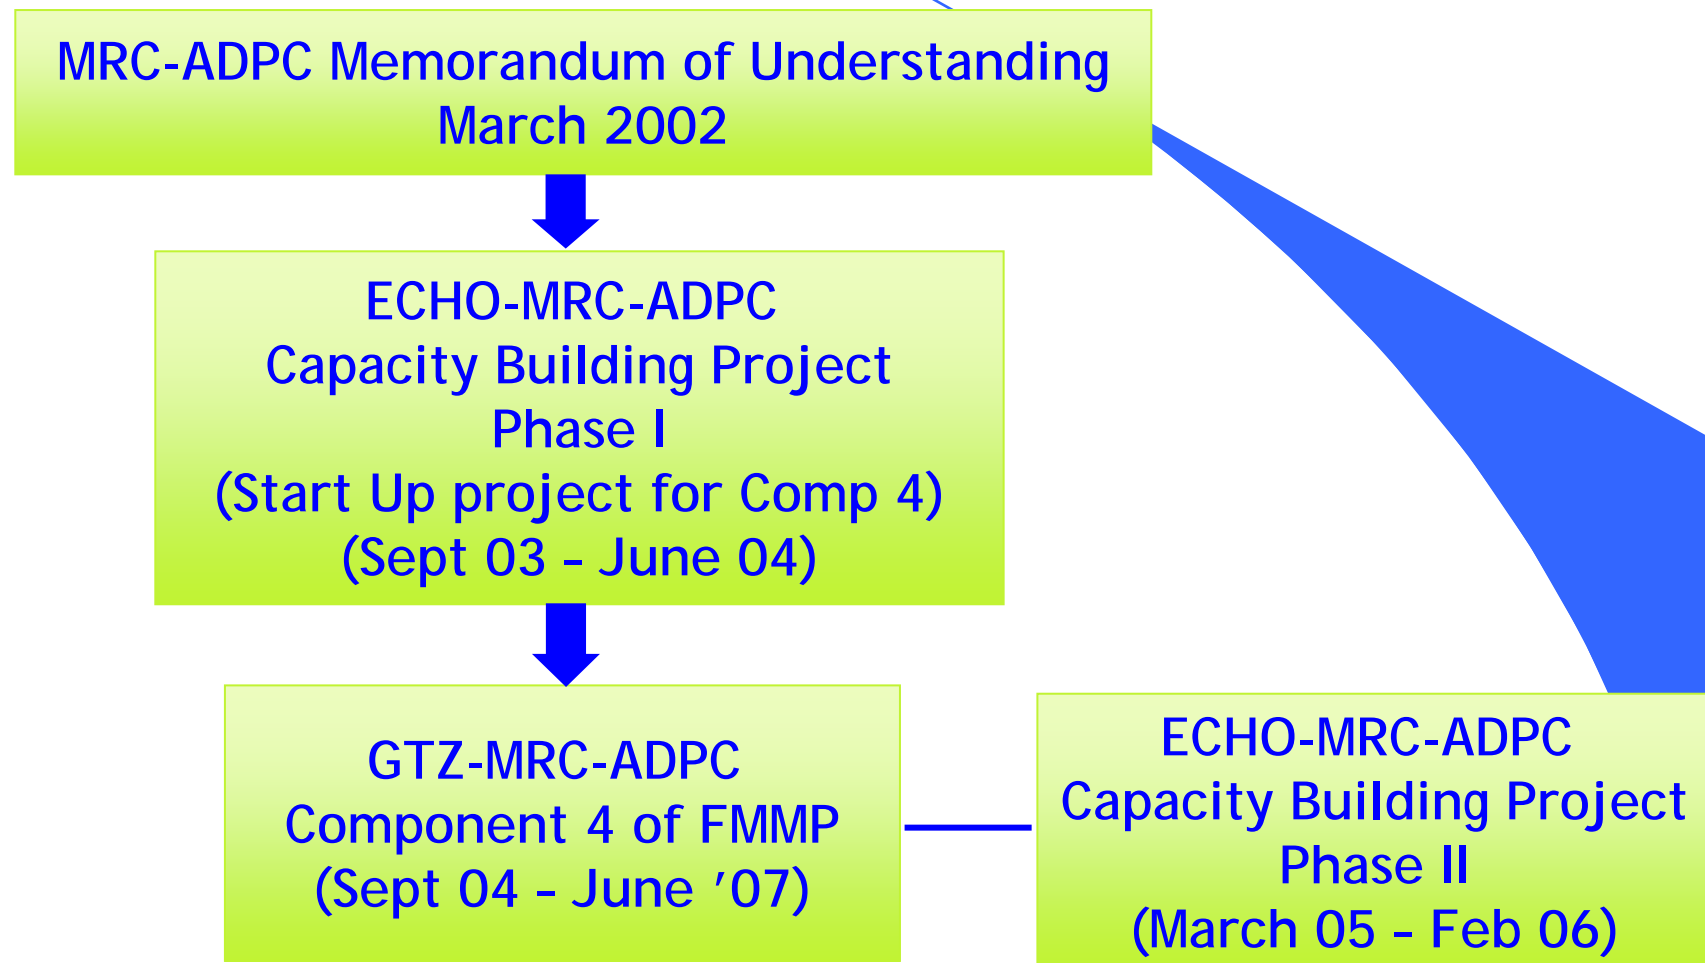 MRC-ADPC Memorandum of Understanding
March 2002
ECHO-MRC-ADPC
Capacity Building Project
Phase I
(Start Up project for Comp 4)
(Sept 03 – June 04)
GTZ-MRC-ADPC
Component 4 of FMMP
(Sept 04 – June ’07)
ECHO-MRC-ADPC
Capacity Building Project
Phase II
(March 05 – Feb 06)